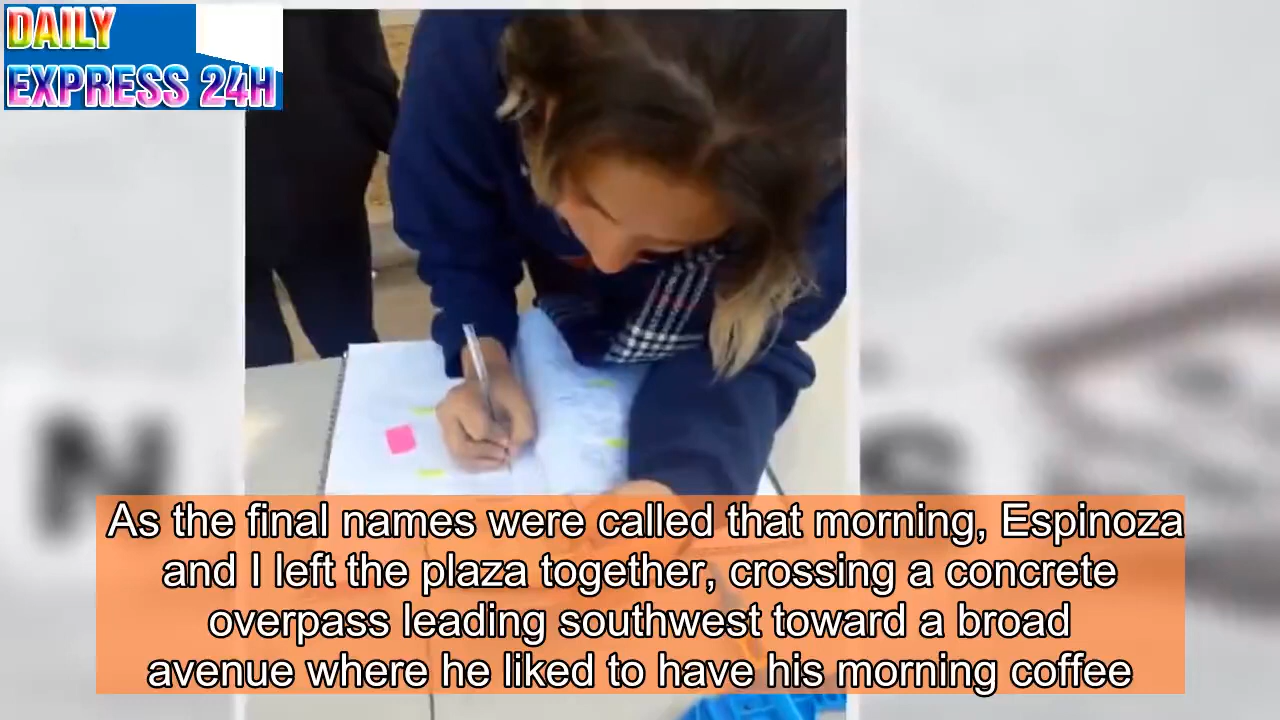 DAILY
EXPRESS 24H
As the final names were called that morning, Espinoza
and I left the plaza together, crossing a concrete
overpass leading southwest toward a broad
avenue where he liked to have his morning coffee